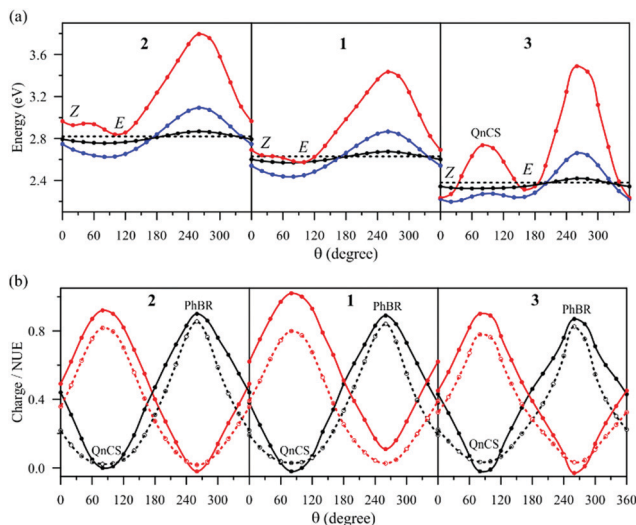 (a)
2 1 3
3.6
3.2
2.8
2.4
Energy (eV)
Z E Z E QnCS Z E
0 60 120 180 240 300 0 60 120 180 240 300 0 60 120 180 240 300
θ (degree)
(b)
2 1 3
PhBR PhBR PhBR
0.8
0.4
0.0
Charge / NUE
QnCS QnCS QnCS
0 60 120 180 240 300 0 60 120 180 240 300 0 60 120 180 240 300 360
θ (degree)